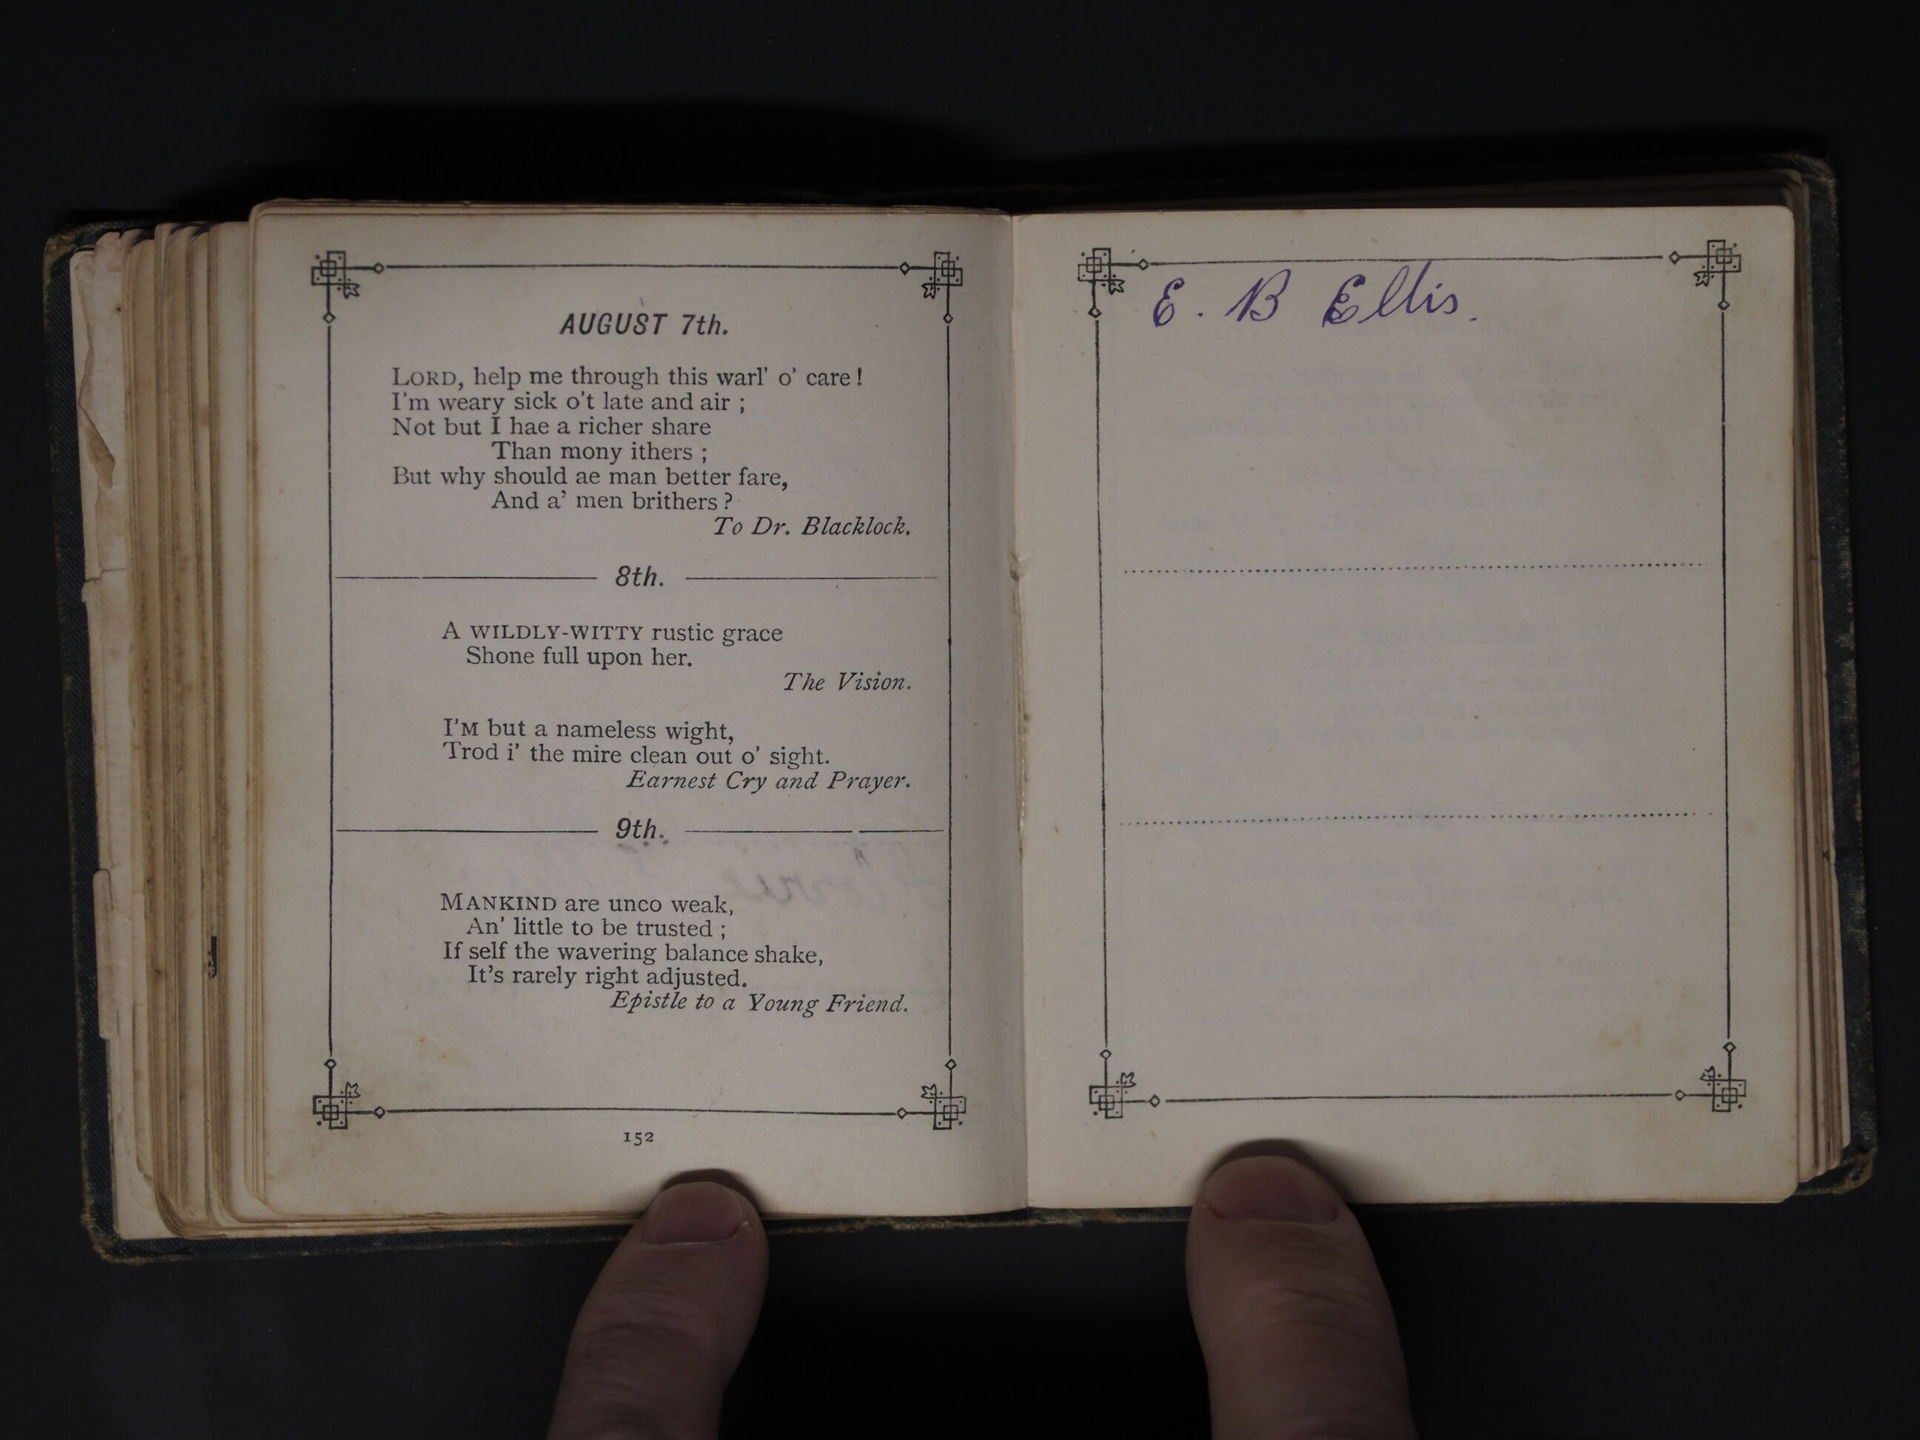 AUGUST 7th.
LORD, help me through this warl' o' care!
I'm weary sick o't late and air;
Not but I hae a richer share
Than mony ithers;
But why should ae man better fare,
And a' men brithers?
To Dr. Blacklock.
8th.
A WILDLY-WITTY rustic grace
Shone full upon her.
The Vision.
I'M but a nameless wight,
Trod i' the mire clean out o' sight.
Earnest Cry and Prayer.
9th.
MANKIND are unco weak,
An' little to be trusted;
If self the wavering balance shake,
It's rarely right adjusted.
Epistle to a Young Friend.
152
E. B Ellis.